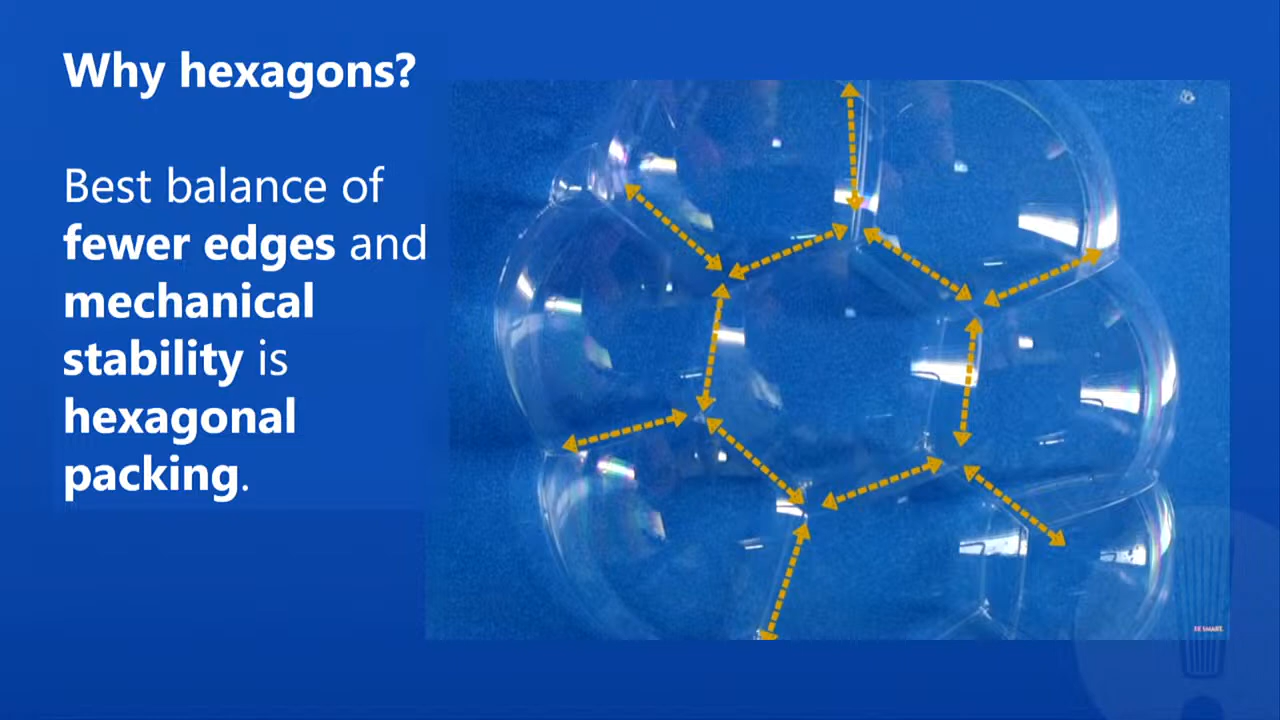 Why hexagons?
Best balance of
fewer edges and
mechanical
stability is
hexagonal
packing.